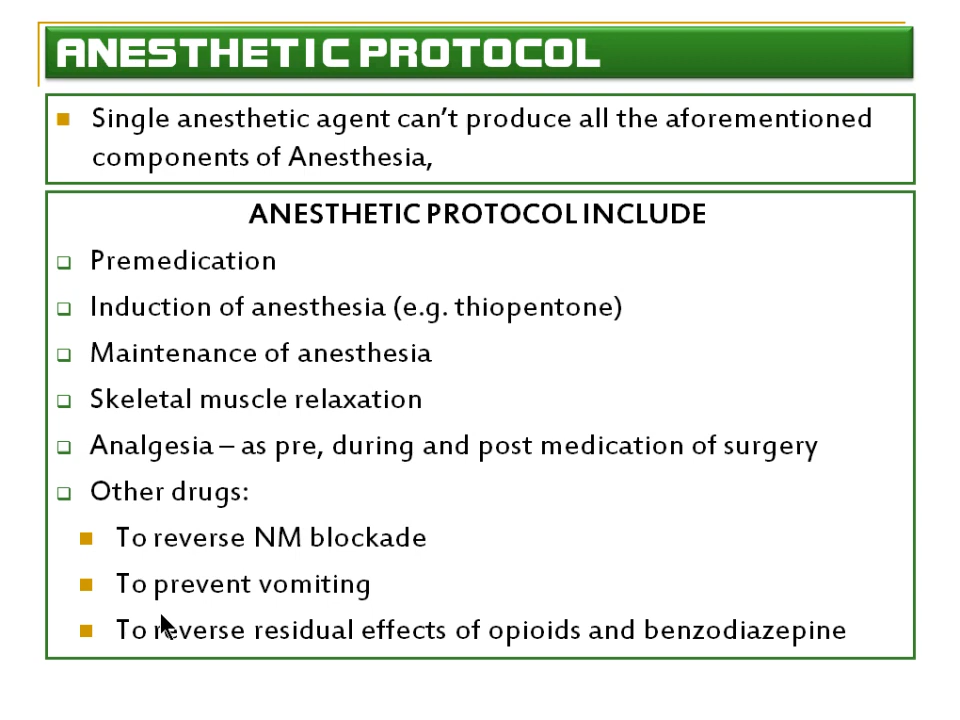 ANESTHETIC PROTOCOL
Single anesthetic agent can't produce all the aforementioned
components of Anesthesia,
ANESTHETIC PROTOCOL INCLUDE
Premedication
Induction of anesthesia (e.g. thiopentone)
Maintenance of anesthesia
Skeletal muscle relaxation
Analgesia – as pre, during and post medication of surgery
Other drugs:
To reverse NM blockade
To prevent vomiting
To reverse residual effects of opioids and benzodiazepine